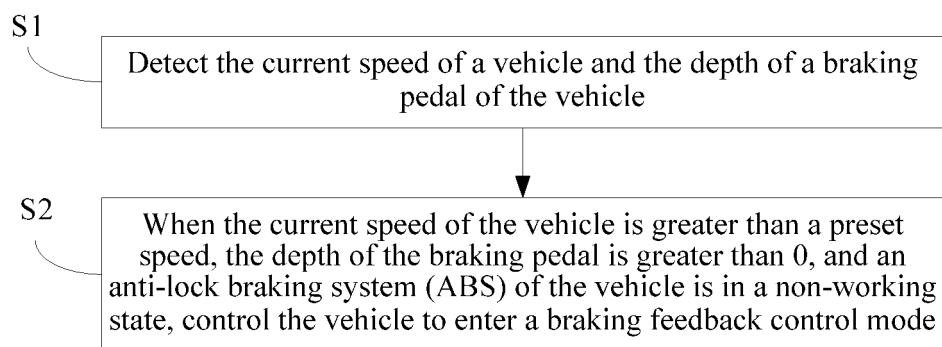 S1
Detect the current speed of a vehicle and the depth of a braking
pedal of the vehicle
S2
When the current speed of the vehicle is greater than a preset
speed, the depth of the braking pedal is greater than 0, and an
anti-lock braking system (ABS) of the vehicle is in a non-working
state, control the vehicle to enter a braking feedback control mode